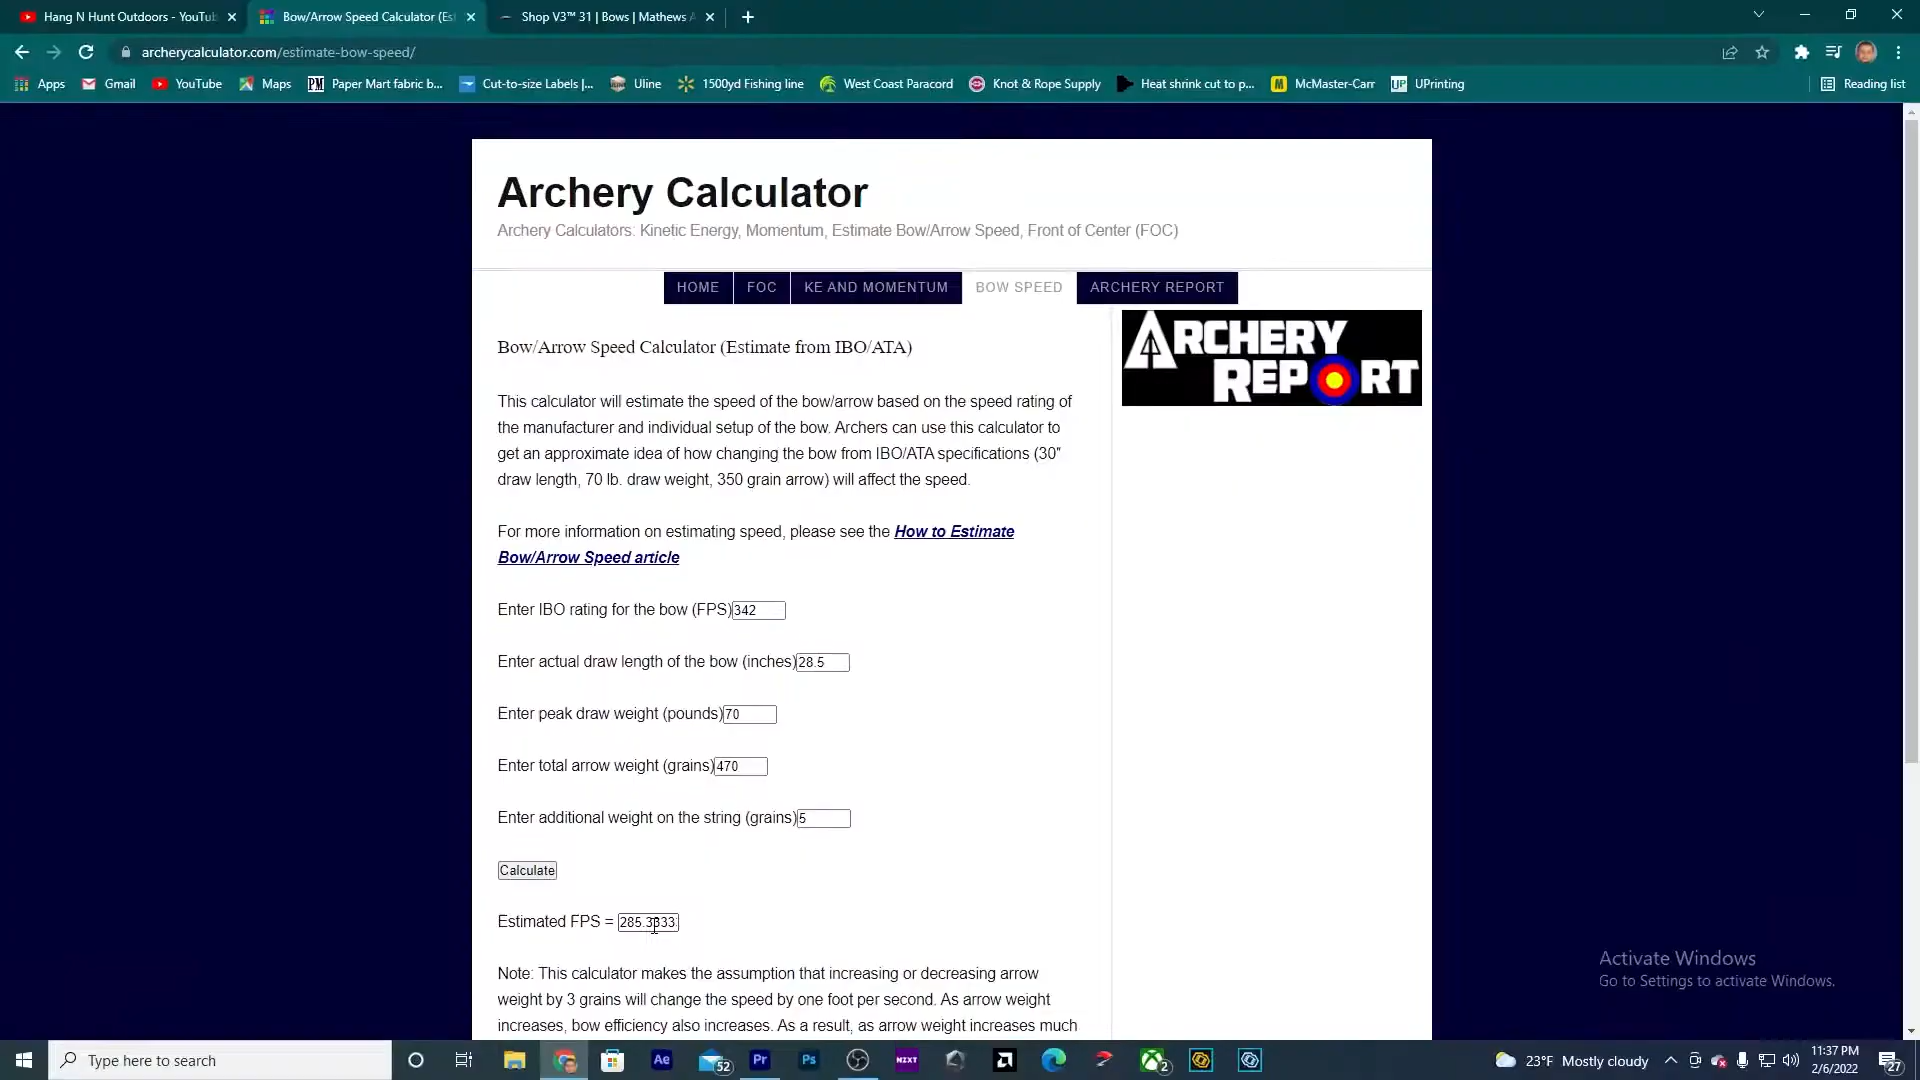 Hang N Hunt Outdoors - YouTu
Bow/Arrow Speed Calculator (Es
Shop V3™ 31 | Bows | Mathews A
archerycalculator.com/estimate-bow-speed/
Apps
Gmail
YouTube
Maps
PM Paper Mart fabric b...
Cut-to-size Labels |...
Uline
1500yd Fishing line
West Coast Paracord
Knot & Rope Supply
Heat shrink cut to p...
M McMaster-Carr
UP UPrinting
Reading list
Archery Calculator
Archery Calculators: Kinetic Energy, Momentum, Estimate Bow/Arrow Speed, Front of Center (FOC)
HOME FOC KE AND MOMENTUM BOW SPEED ARCHERY REPORT
ARCHERY
REPORT
Bow/Arrow Speed Calculator (Estimate from IBO/ATA)
This calculator will estimate the speed of the bow/arrow based on the speed rating of
the manufacturer and individual setup of the bow. Archers can use this calculator to
get an approximate idea of how changing the bow from IBO/ATA specifications (30″
draw length, 70 lb. draw weight, 350 grain arrow) will affect the speed.
For more information on estimating speed, please see the How to Estimate
Bow/Arrow Speed article
Enter IBO rating for the bow (FPS) 342
Enter actual draw length of the bow (inches) 28.5
Enter peak draw weight (pounds) 70
Enter total arrow weight (grains) 470
Enter additional weight on the string (grains) 5
Calculate
Estimated FPS = 285.3333
Note: This calculator makes the assumption that increasing or decreasing arrow
weight by 3 grains will change the speed by one foot per second. As arrow weight
increases, bow efficiency also increases. As a result, as arrow weight increases much
Activate Windows
Go to Settings to activate Windows.
Type here to search
Ae
52
Pr
Ps
NZXT
2
23°F Mostly cloudy
11:37 PM
2/6/2022
27